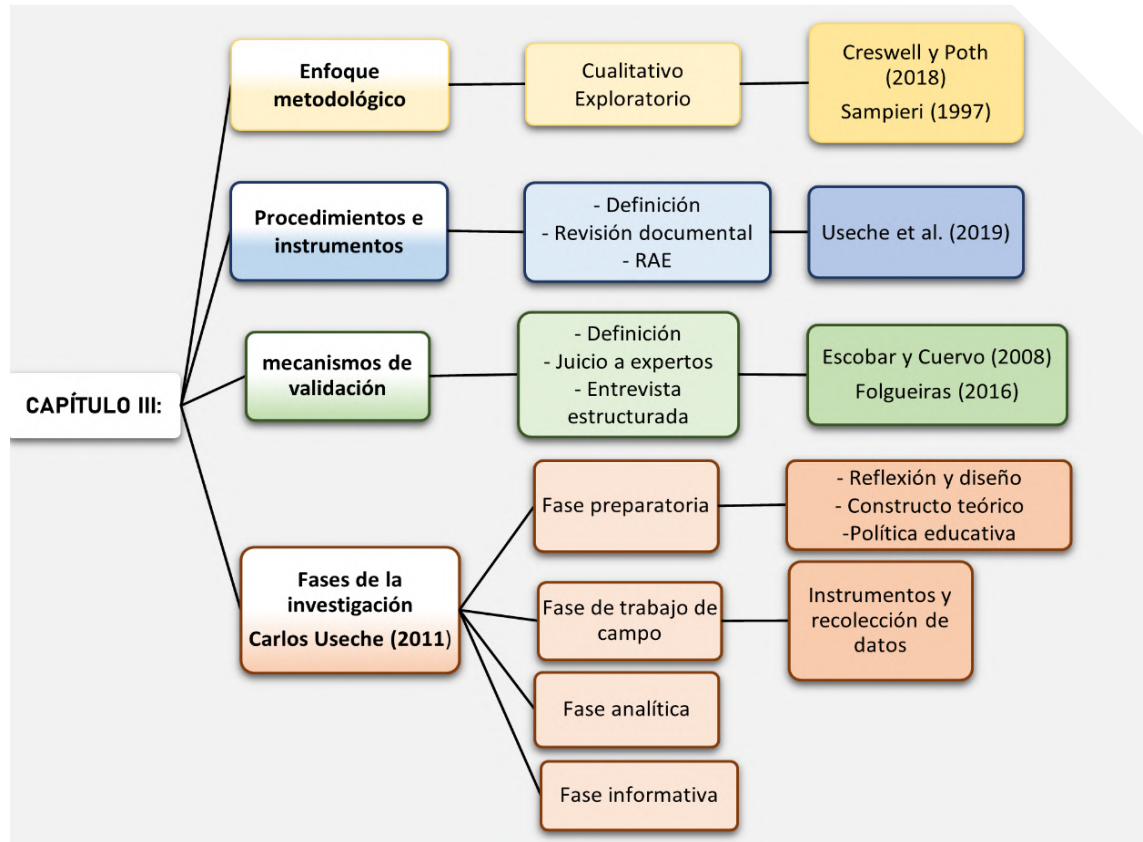 Enfoque
metodológico
Cualitativo
Exploratorio
Creswell y Poth
(2018)
Sampieri (1997)
Procedimientos e
instrumentos
- Definición
- Revisión documental
- RAE
Useche et al. (2019)
mecanismos de
validación
- Definición
- Juicio a expertos
- Entrevista
estructurada
Escobar y Cuervo (2008)
Folgueiras (2016)
CAPÍTULO III:
Fases de la
investigación
Carlos Useche (2011)
Fase preparatoria
- Reflexión y diseño
- Constructo teórico
-Política educativa
Fase de trabajo de
campo
Instrumentos y
recolección de
datos
Fase analítica
Fase informativa